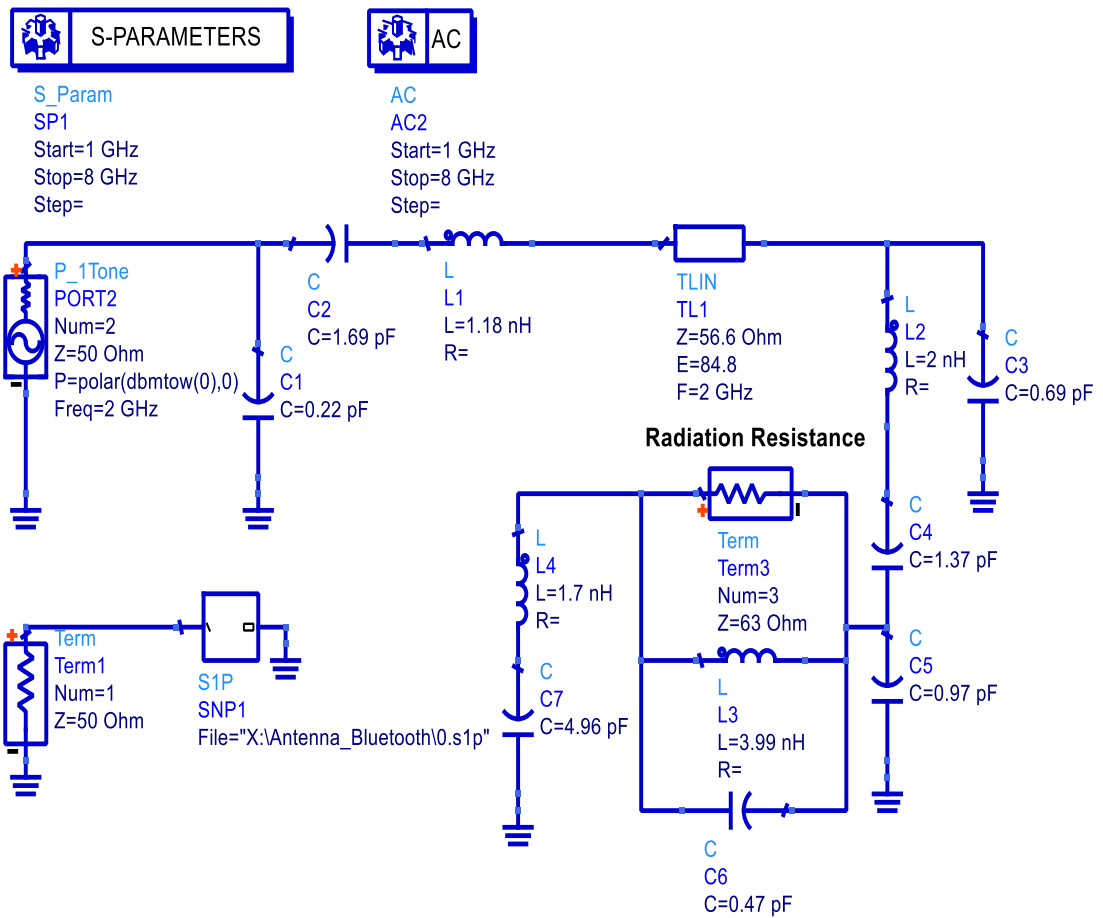 S-PARAMETERS
AC
S_Param
SP1
Start=1 GHz
Stop=8 GHz
Step=
AC
AC2
Start=1 GHz
Stop=8 GHz
Step=
P_1Tone
PORT2
Num=2
Z=50 Ohm
P=polar(dbmtow(0),0)
Freq=2 GHz
C
C1
C=0.22 pF
C
C2
C=1.69 pF
L
L1
L=1.18 nH
R=
TLIN
TL1
Z=56.6 Ohm
E=84.8
F=2 GHz
L
L2
L=2 nH
R=
C
C3
C=0.69 pF
Radiation Resistance
Term
Term3
Num=3
Z=63 Ohm
C
C4
C=1.37 pF
L
L4
L=1.7 nH
R=
C
C7
C=4.96 pF
L
L3
L=3.99 nH
R=
C
C5
C=0.97 pF
C
C6
C=0.47 pF
Term
Term1
Num=1
Z=50 Ohm
S1P
SNP1
File="X:\Antenna_Bluetooth\0.s1p"